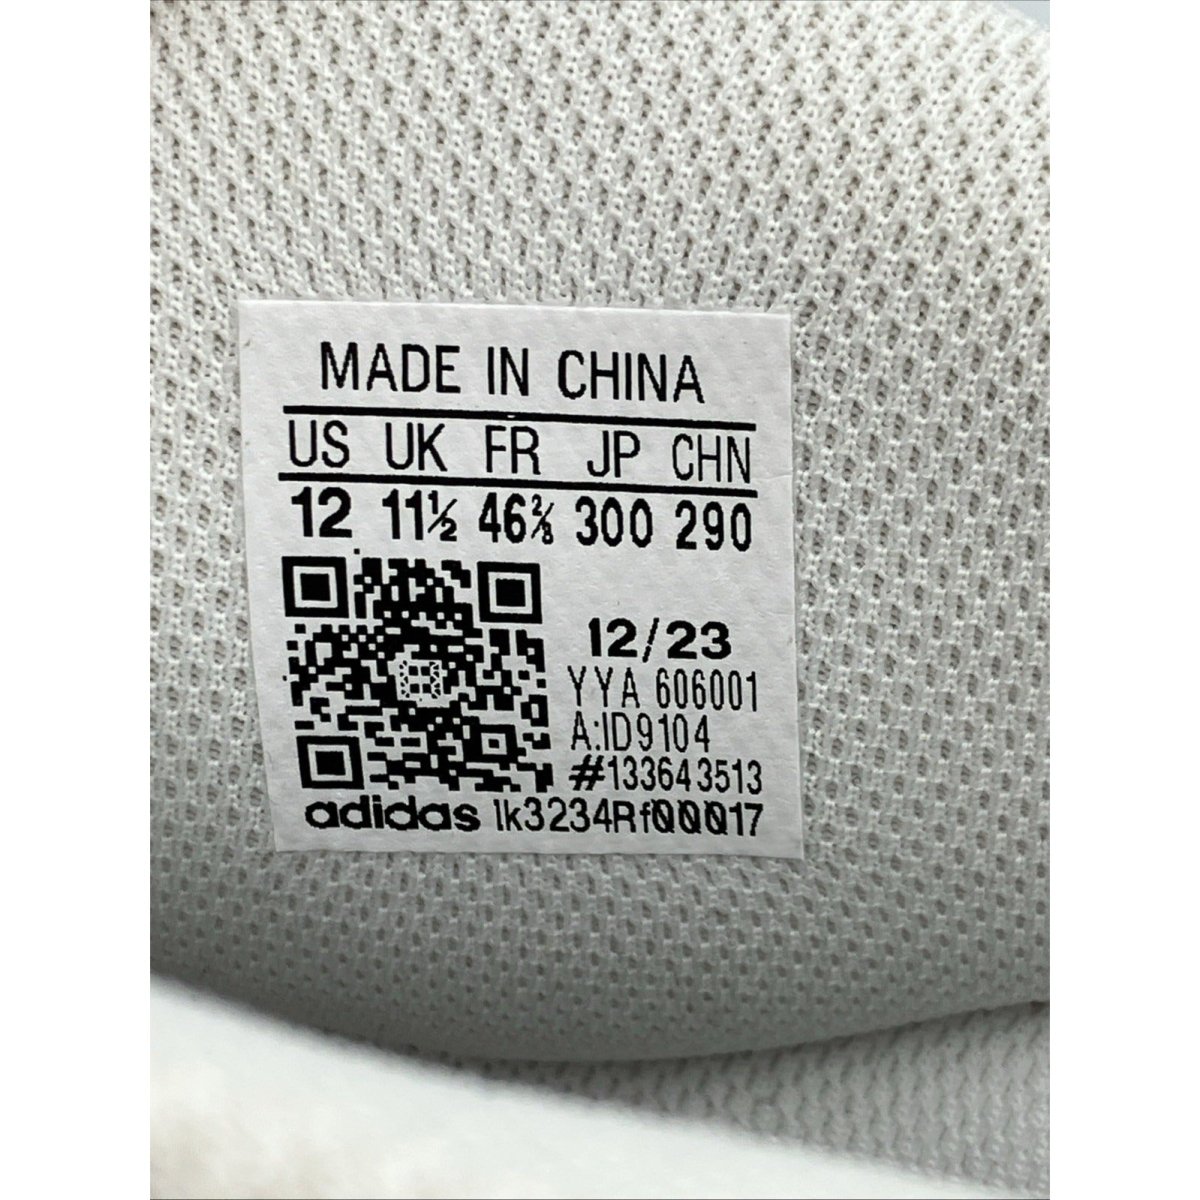 MADE IN CHINA
US UK FR JP CHN
12 11½ 46⅔ 300 290
12/23
YYA 606001
A:ID9104
#133643513
adidas lk3234Rf00017